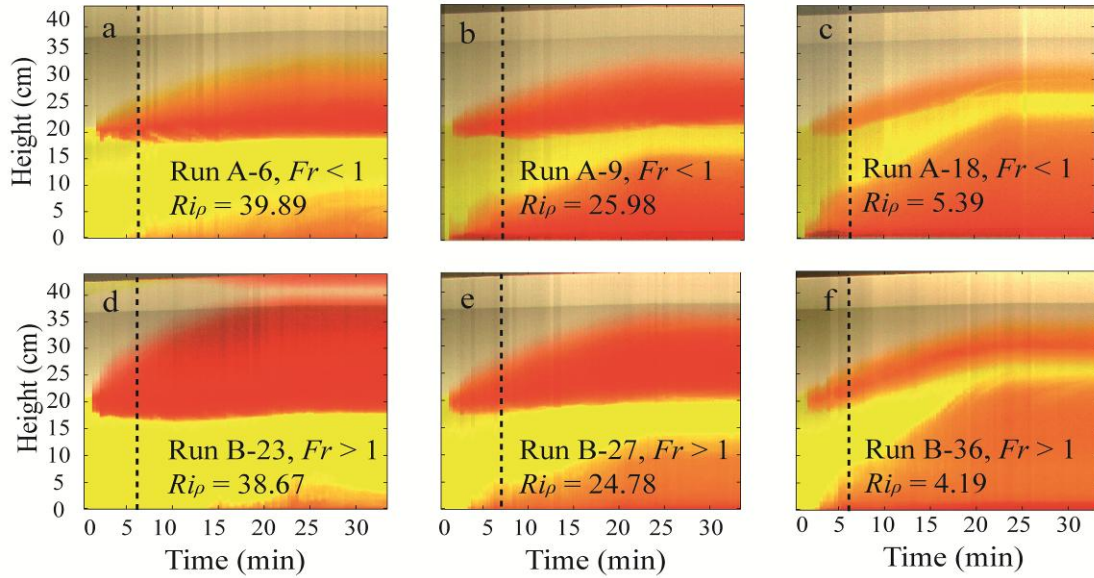 a
b
c
Height (cm)
40
35
30
25
20
15
10
5
0
Run A-6, Fr < 1
Riρ = 39.89
Run A-9, Fr < 1
Riρ = 25.98
Run A-18, Fr < 1
Riρ = 5.39
d
e
f
Height (cm)
40
35
30
25
20
15
10
5
0
Run B-23, Fr > 1
Riρ = 38.67
Run B-27, Fr > 1
Riρ = 24.78
Run B-36, Fr > 1
Riρ = 4.19
0 5 10 15 20 25 30
0 5 10 15 20 25 30
0 5 10 15 20 25 30
Time (min)
Time (min)
Time (min)